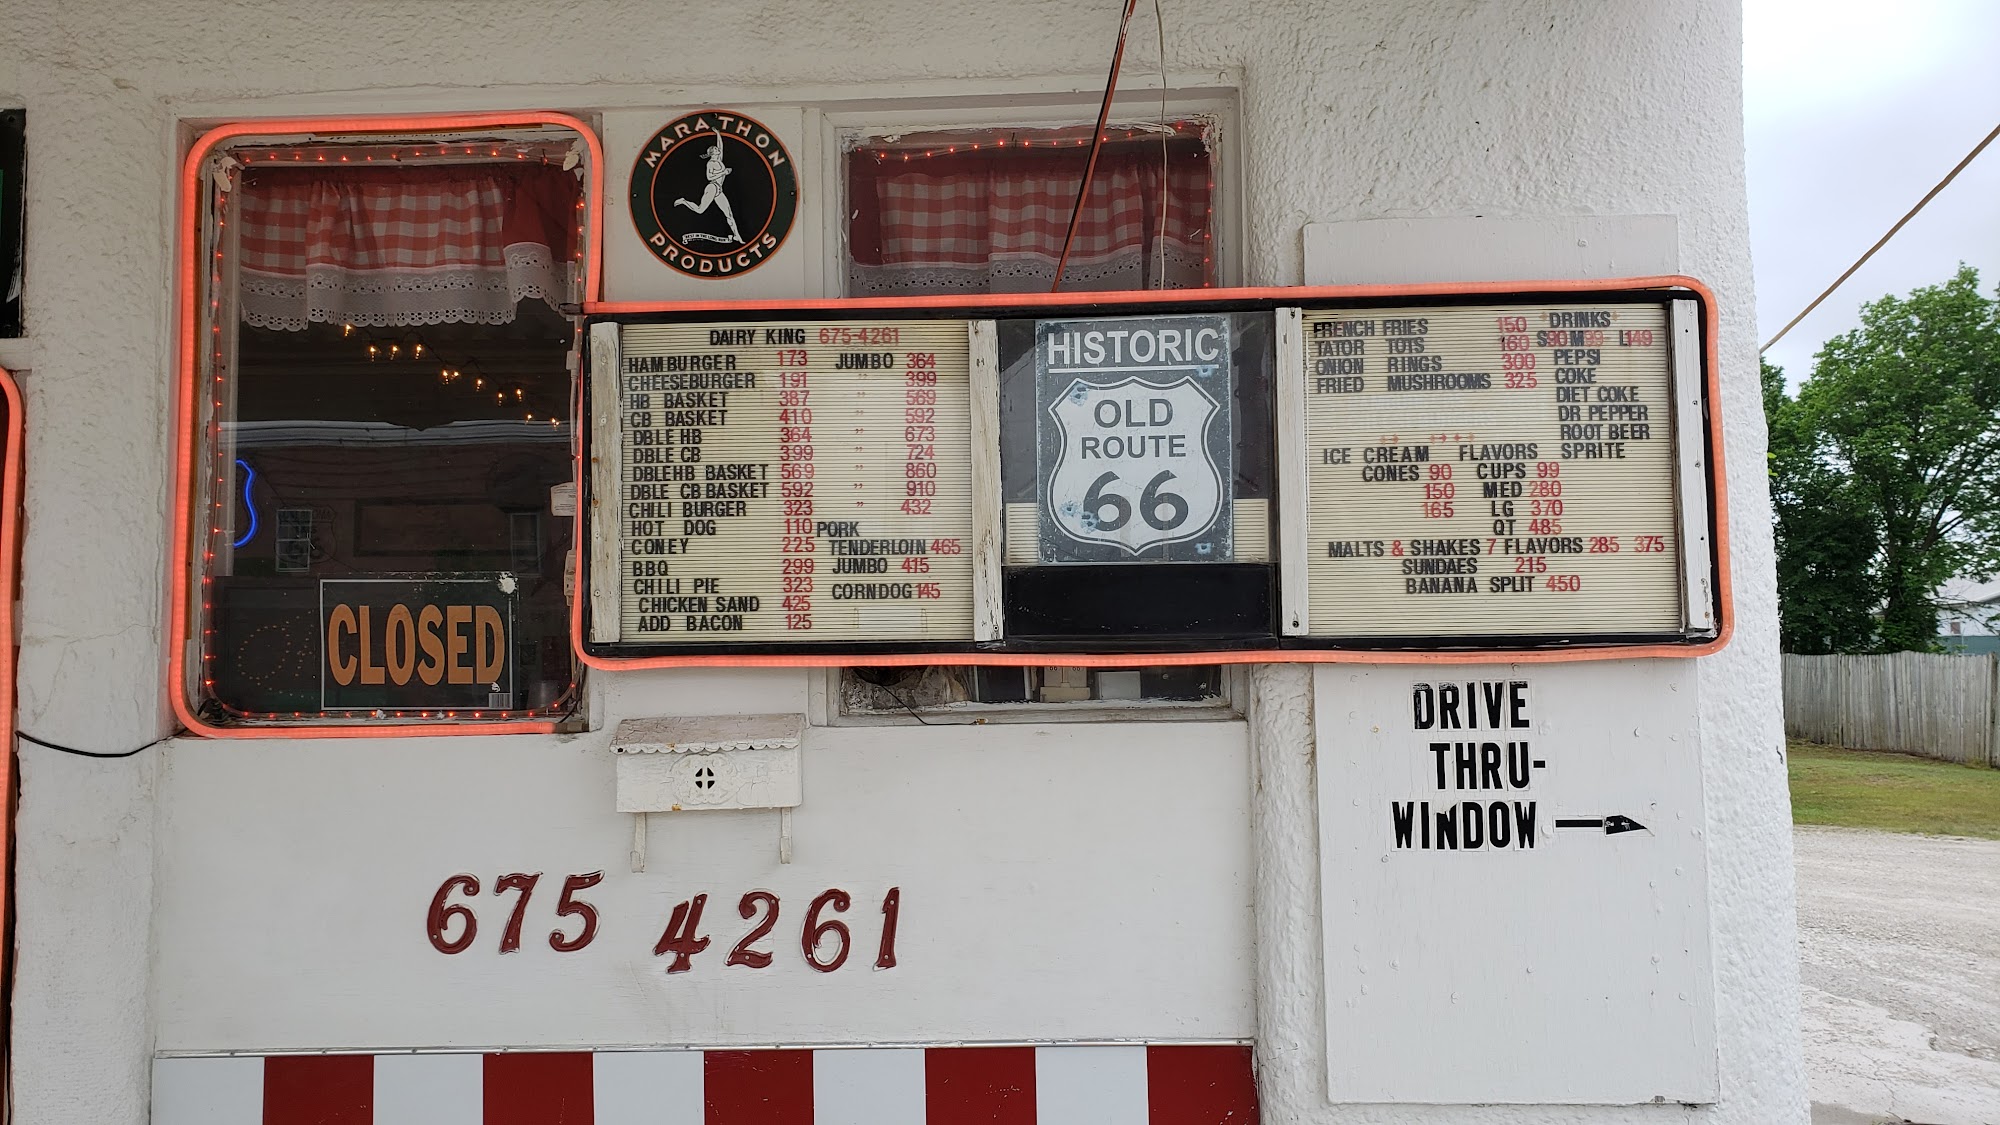 MARATHON
PRODUCTS
DAIRY KING 675-4261
HAMBURGER 173 JUMBO 364
CHEESEBURGER 191 " 399
HB BASKET 387 " 569
CB BASKET 410 " 592
DBLE HB 364 " 673
DBLE CB 399 " 724
DBLEHB BASKET 569 " 860
DBLE CB BASKET 592 " 910
CHILI BURGER 323 " 432
HOT DOG 110 PORK
CONEY 225 TENDERLOIN 465
BBQ 299 JUMBO 415
CHILI PIE 323 CORNDOG 145
CHICKEN SAND 425
ADD BACON 125
HISTORIC
OLD
ROUTE
66
FRENCH FRIES 150 DRINKS
TATOR TOTS 160 S90 M99 L149
ONION RINGS 300 PEPSI
FRIED MUSHROOMS 325 COKE
DIET COKE
DR PEPPER
ROOT BEER
ICE CREAM FLAVORS SPRITE
CONES 90 CUPS 99
150 MED 280
165 LG 370
QT 485
MALTS & SHAKES 7 FLAVORS 285 375
SUNDAES 215
BANANA SPLIT 450
CLOSED
DRIVE
THRU-
WINDOW
675 4261